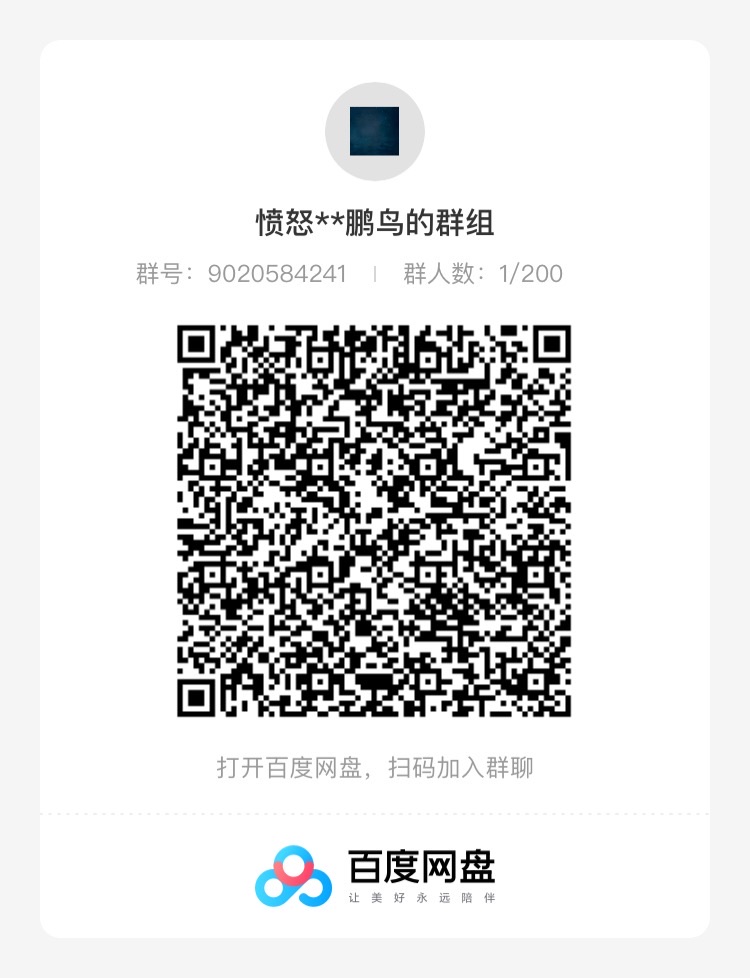 愤怒**鹏鸟的群组
群号：9020584241 | 群人数：1/200
打开百度网盘，扫码加入群聊
百度网盘
让美好永远陪伴